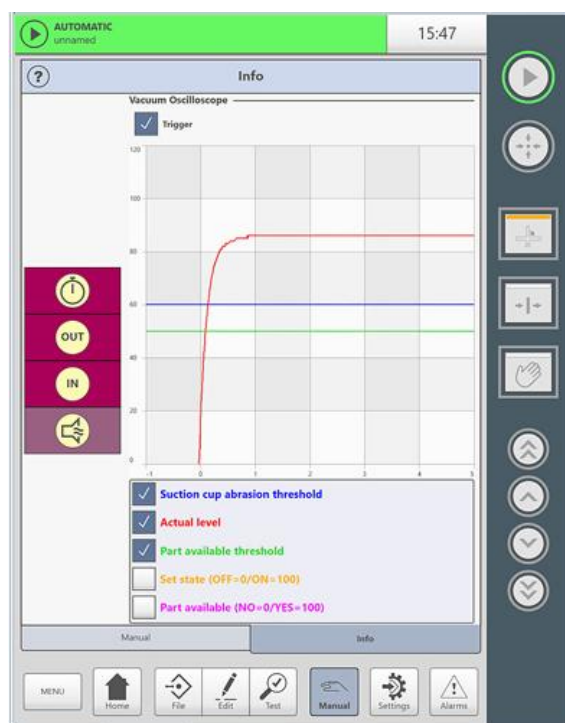 AUTOMATIC
unnamed
15:47
?
Info
Vacuum Oscilloscope
Trigger
120
100
80
60
40
20
0
-1 0 1 2 3 4 5
OUT
IN
Suction cup abrasion threshold
Actual level
Part available threshold
Set state (OFF=0/ON=100)
Part available (NO=0/YES=100)
Manual Info
MENU Home File Edit Test Manual Settings Alarms